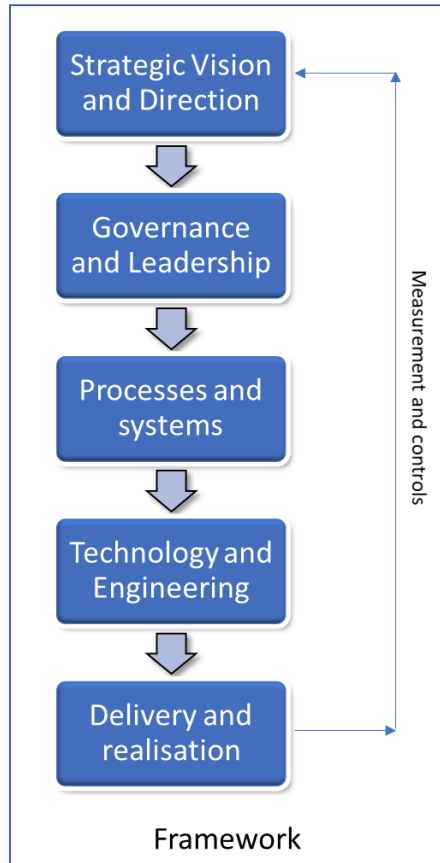 Strategic Vision
and Direction
Governance
and Leadership
Processes and
systems
Technology and
Engineering
Delivery and
realisation
Measurement and controls
Framework